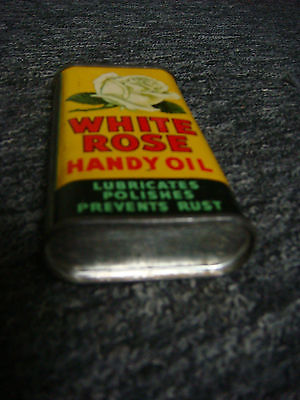 WHITE
ROSE
HANDY OIL
LUBRICATES
POLISHES
PREVENTS RUST